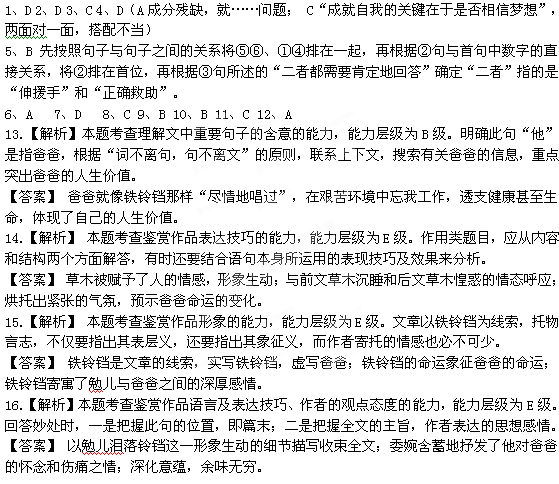 1、D 2、D 3、C 4、D（A 成分残缺，就……问题； C“成就自我的关键在于是否相信梦想”，
两面对一面，搭配不当）
5、B 先按照句子与句子之间的关系将⑤⑥、①④排在一起，再根据②句与首句中数字的直
接关系，将②排在首位，再根据③句所述的“二者都需要肯定地回答”确定“二者”指的是
“伸援手”和“正确救助”。
6、A 7、D 8、C 9、B 10、B 11、C 12、A
13．【解析】本题考查理解文中重要句子的含意的能力，能力层级为 B 级。明确此句“他”
是指爸爸，根据“词不离句，句不离文”的原则，联系上下文，搜索有关爸爸的信息，重点
突出爸爸的人生价值。
【答案】 爸爸就像铁铃铛那样“尽情地唱过”，在艰苦环境中忘我工作，透支健康甚至生
命，体现了自己的人生价值。
14．【解析】 本题考查鉴赏作品表达技巧的能力，能力层级为 E 级。作用类题目，应从内容
和结构两个方面解答，有时还要结合语句本身所运用的表现技巧及效果来分析。
【答案】 草木被赋予了人的情感，形象生动；与前文草木沉睡和后文草木惶惑的情态呼应；
烘托出紧张的气氛，预示爸爸命运的变化。
15．【解析】 本题考查鉴赏作品形象的能力，能力层级为 E 级。文章以铁铃铛为线索，托物
言志，不仅要指出其表层义，还要指出其象征义，而作者寄托的情感也必不可少。
【答案】 铁铃铛是文章的线索，实写铁铃铛，虚写爸爸；铁铃铛的命运象征爸爸的命运；
铁铃铛寄寓了勉儿与爸爸之间的深厚感情。
16．【解析】本题考查鉴赏作品语言及表达技巧、作者的观点态度的能力，能力层级为 E 级。
回答妙处时，一是把握此句的位置，即篇末；二是把握全文的主旨，作者表达的思想感情。
【答案】 以勉儿泪落铃铛这一形象生动的细节描写收束全文；委婉含蓄地抒发了他对爸爸
的怀念和伤痛之情；深化意蕴，余味无穷。